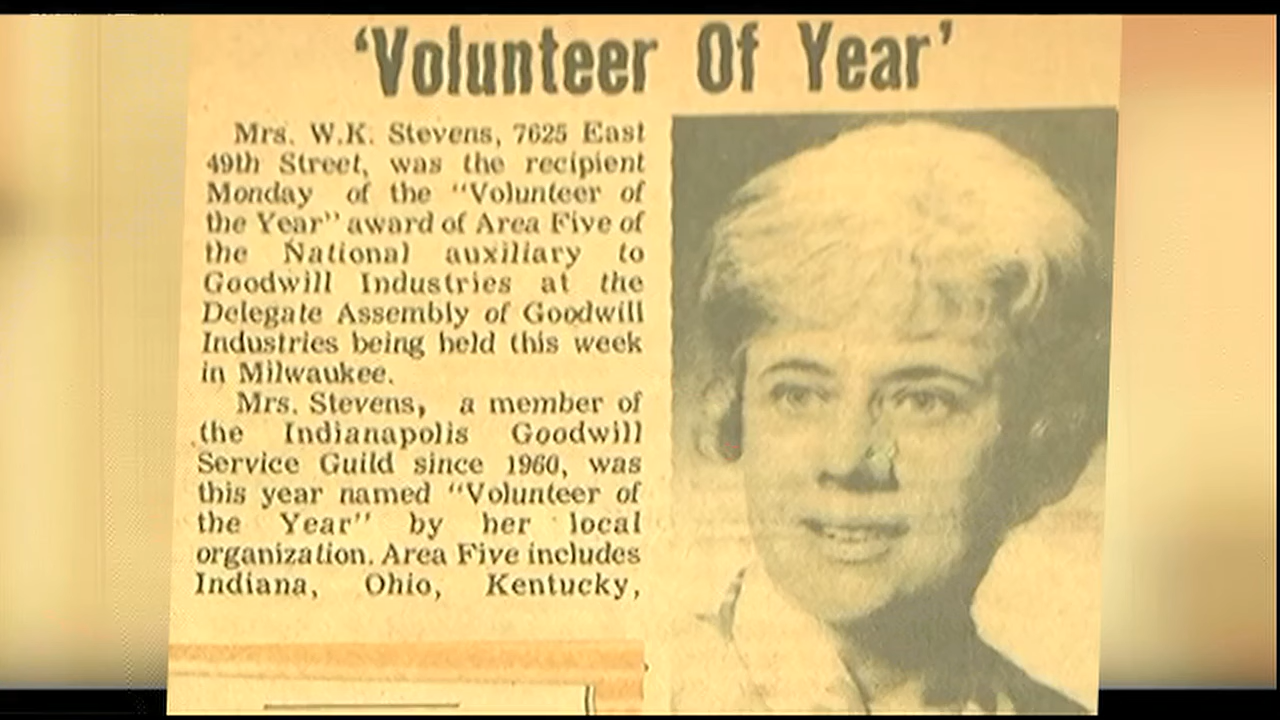 ‘Volunteer Of Year’
Mrs. W.K. Stevens, 7625 East
49th Street, was the recipient
Monday of the "Volunteer of
the Year" award of Area Five of
the National auxiliary to
Goodwill Industries at the
Delegate Assembly of Goodwill
Industries being held this week
in Milwaukee.
Mrs. Stevens, a member of
the Indianapolis Goodwill
Service Guild since 1960, was
this year named "Volunteer of
the Year" by her local
organization. Area Five includes
Indiana, Ohio, Kentucky,